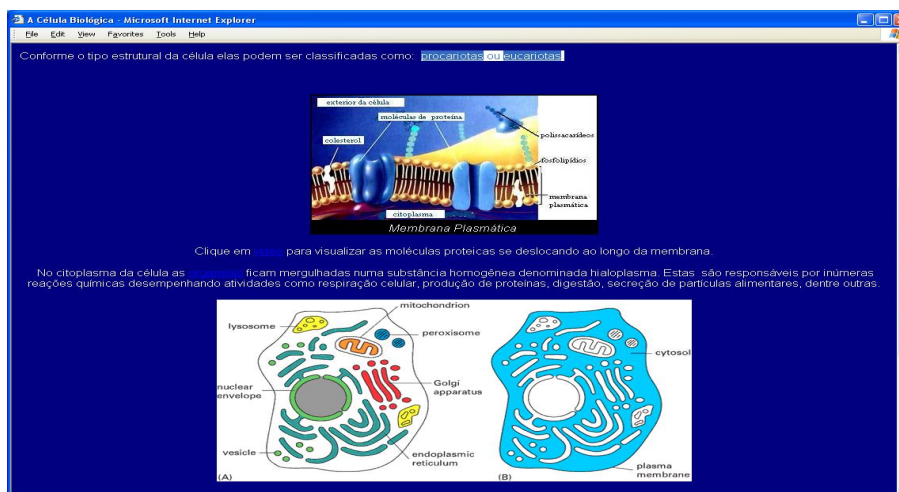 A Célula Biológica - Microsoft Internet Explorer
File Edit View Favorites Tools Help
Conforme o tipo estrutural da célula elas podem ser classificadas como: procariotas ou eucariotas
exterior da célula
moléculas de proteína
colesterol
polissacarídeos
fosfolipídios
membrana
plasmática
citoplasma
Membrana Plasmática
Clique em para visualizar as moléculas proteicas se deslocando ao longo da membrana.
No citoplasma da célula as ficam mergulhadas numa substância homogênea denominada hialoplasma. Estas são responsáveis por inúmeras
reações químicas desempenhando atividades como respiração celular, produção de proteínas, digestão, secreção de partículas alimentares, dentre outras.
mitochondrion
lysosome
peroxisome
cytosol
nuclear
envelope
Golgi
apparatus
vesicle
endoplasmic
reticulum
plasma
membrane
(A)
(B)